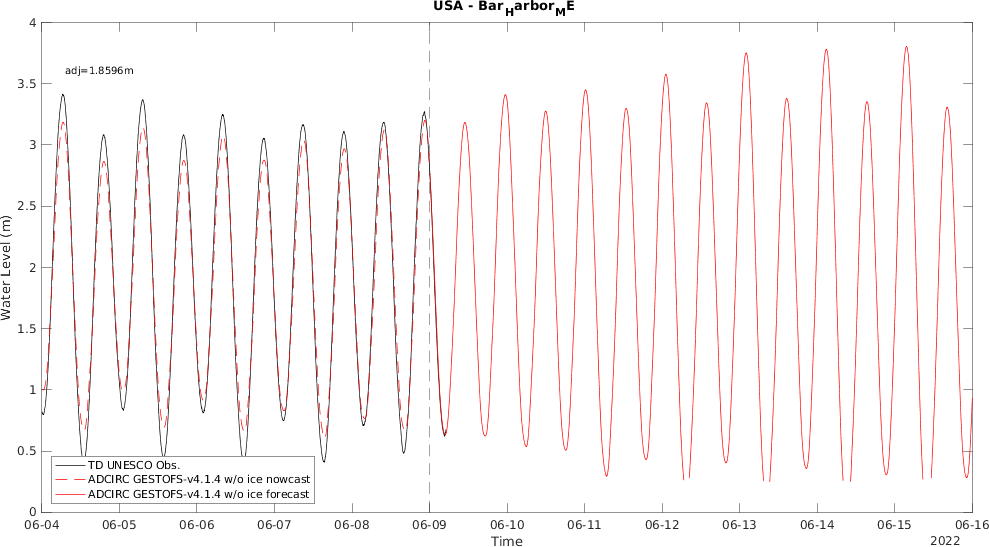 USA - Bar_Harbor_ME
adj=1.8596m
Water Level (m)
4
3.5
3
2.5
2
1.5
1
0.5
0
TD UNESCO Obs.
ADCIRC GESTOFS-v4.1.4 w/o ice nowcast
ADCIRC GESTOFS-v4.1.4 w/o ice forecast
06-04 06-05 06-06 06-07 06-08 06-09 06-10 06-11 06-12 06-13 06-14 06-15 06-16
Time
2022